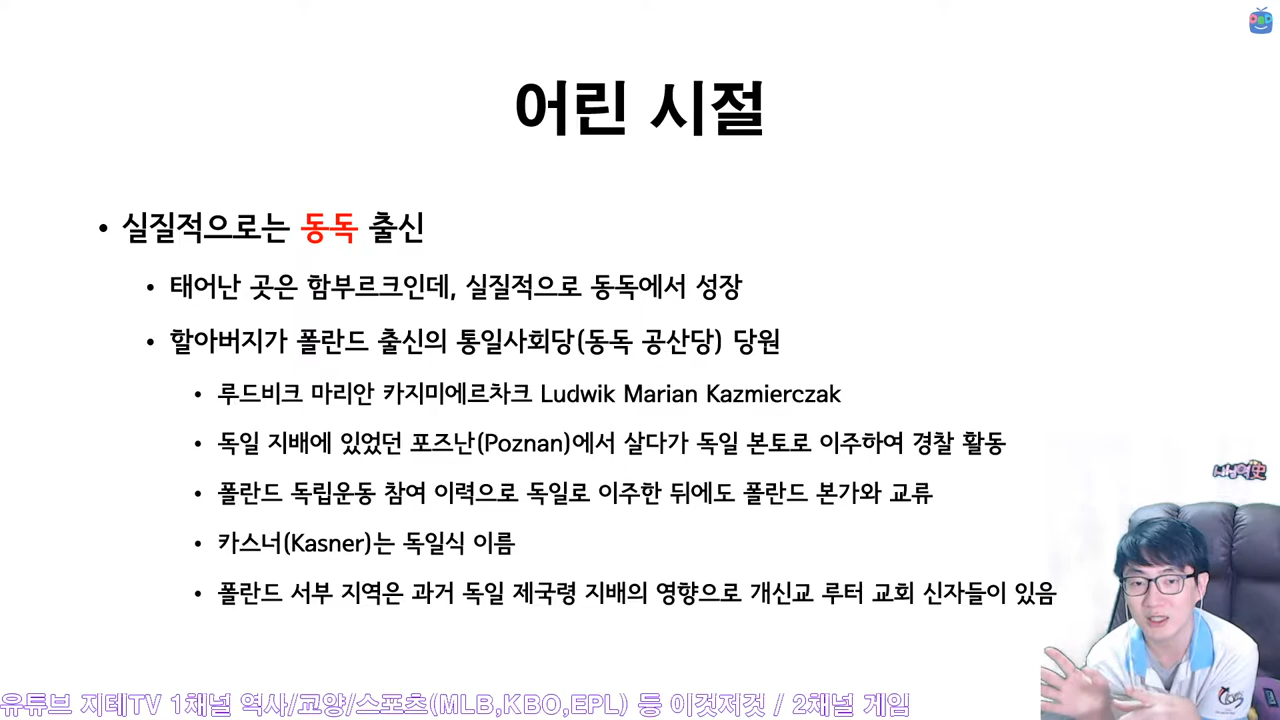 어린 시절
• 실질적으로는 동독 출신
• 태어난 곳은 함부르크인데, 실질적으로 동독에서 성장
• 할아버지가 폴란드 출신의 통일사회당(동독 공산당) 당원
• 루드비크 마리안 카지미에르차크 Ludwik Marian Kazmierczak
• 독일 지배에 있었던 포즈난(Poznan)에서 살다가 독일 본토로 이주하여 경찰 활동
• 폴란드 독립운동 참여 이력으로 독일로 이주한 뒤에도 폴란드 본가와 교류
• 카스너(Kasner)는 독일식 이름
• 폴란드 서부 지역은 과거 독일 제국령 지배의 영향으로 개신교 루터 교회 신자들이 있음
유튜브 지테TV 1채널 역사/교양/스포츠(MLB,KBO,EPL) 등 이것저것 / 2채널 게임